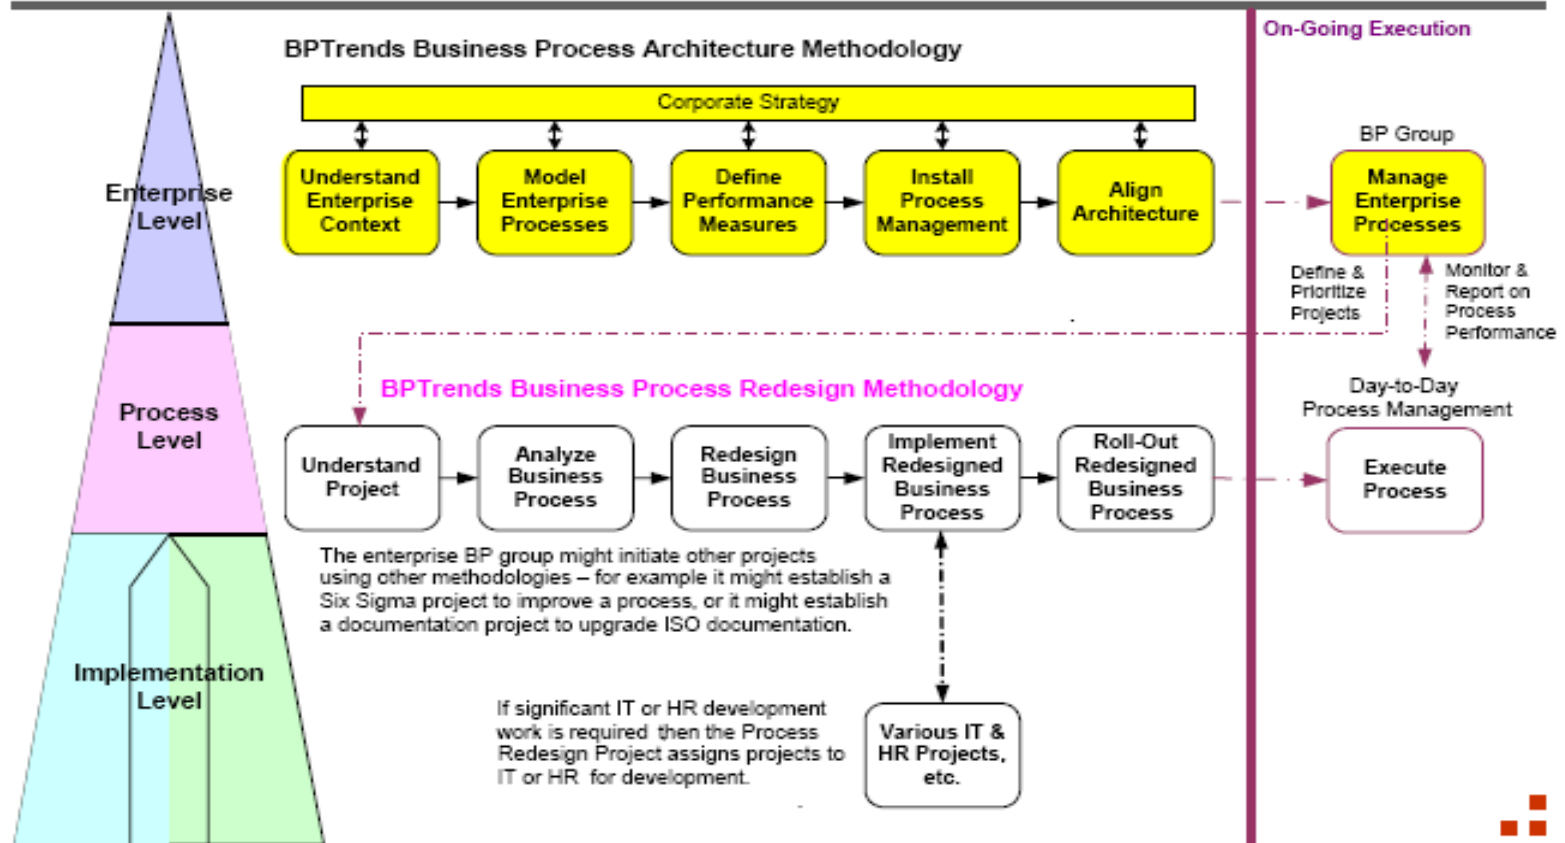 On-Going Execution
BPTrends Business Process Architecture Methodology
Corporate Strategy
BP Group
Understand
Enterprise
Context
Model
Enterprise
Processes
Define
Performance
Measures
Install
Process
Management
Align
Architecture
Manage
Enterprise
Processes
Enterprise
Level
Define &
Prioritize
Projects
Monitor &
Report on
Process
Performance
BPTrends Business Process Redesign Methodology
Day-to-Day
Process Management
Process
Level
Understand
Project
Analyze
Business
Process
Redesign
Business
Process
Implement
Redesigned
Business
Process
Roll-Out
Redesigned
Business
Process
Execute
Process
The enterprise BP group might initiate other projects
using other methodologies – for example it might establish a
Six Sigma project to improve a process, or it might establish
a documentation project to upgrade ISO documentation.
Implementation
Level
If significant IT or HR development
work is required then the Process
Redesign Project assigns projects to
IT or HR for development.
Various IT &
HR Projects,
etc.